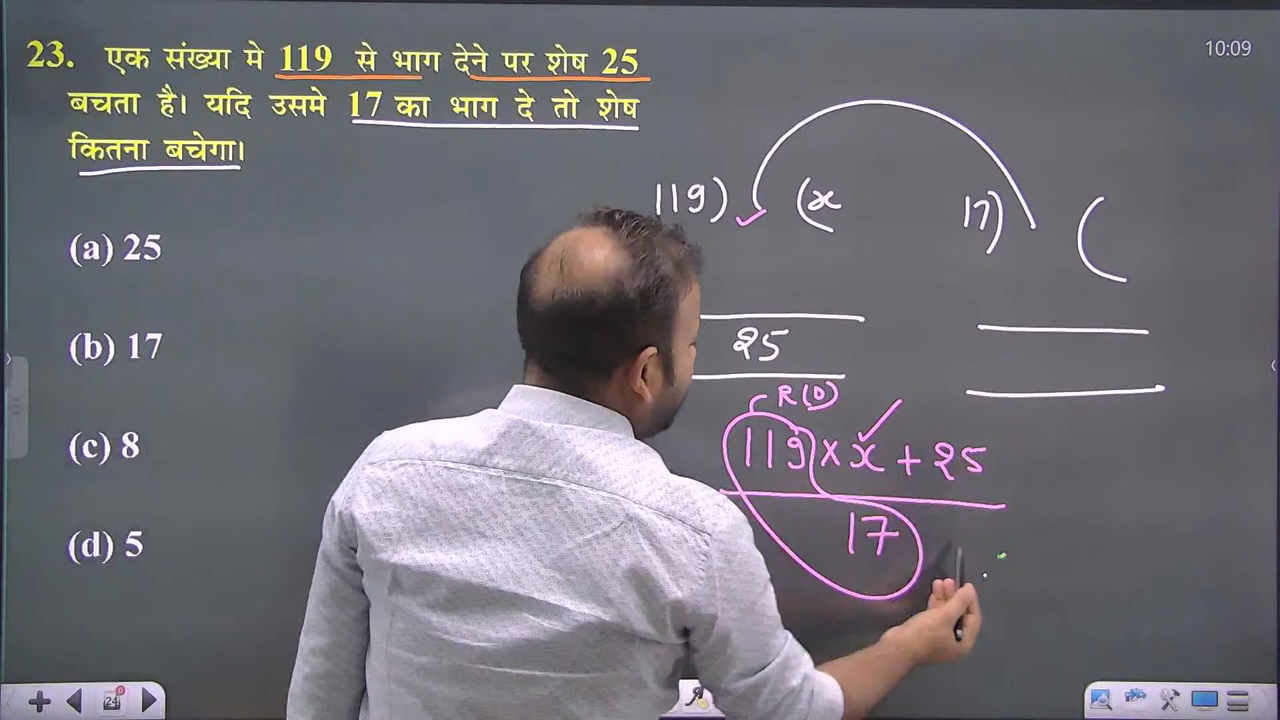 10:09
23. एक संख्या मे 119 से भाग देने पर शेष 25
बचता है। यदि उसमे 17 का भाग दे तो शेष
कितना बचेगा।
(a) 25
(b) 17
(c) 8
(d) 5
119) (x
17) (
25
R(0)
119 × x + 25
17
24